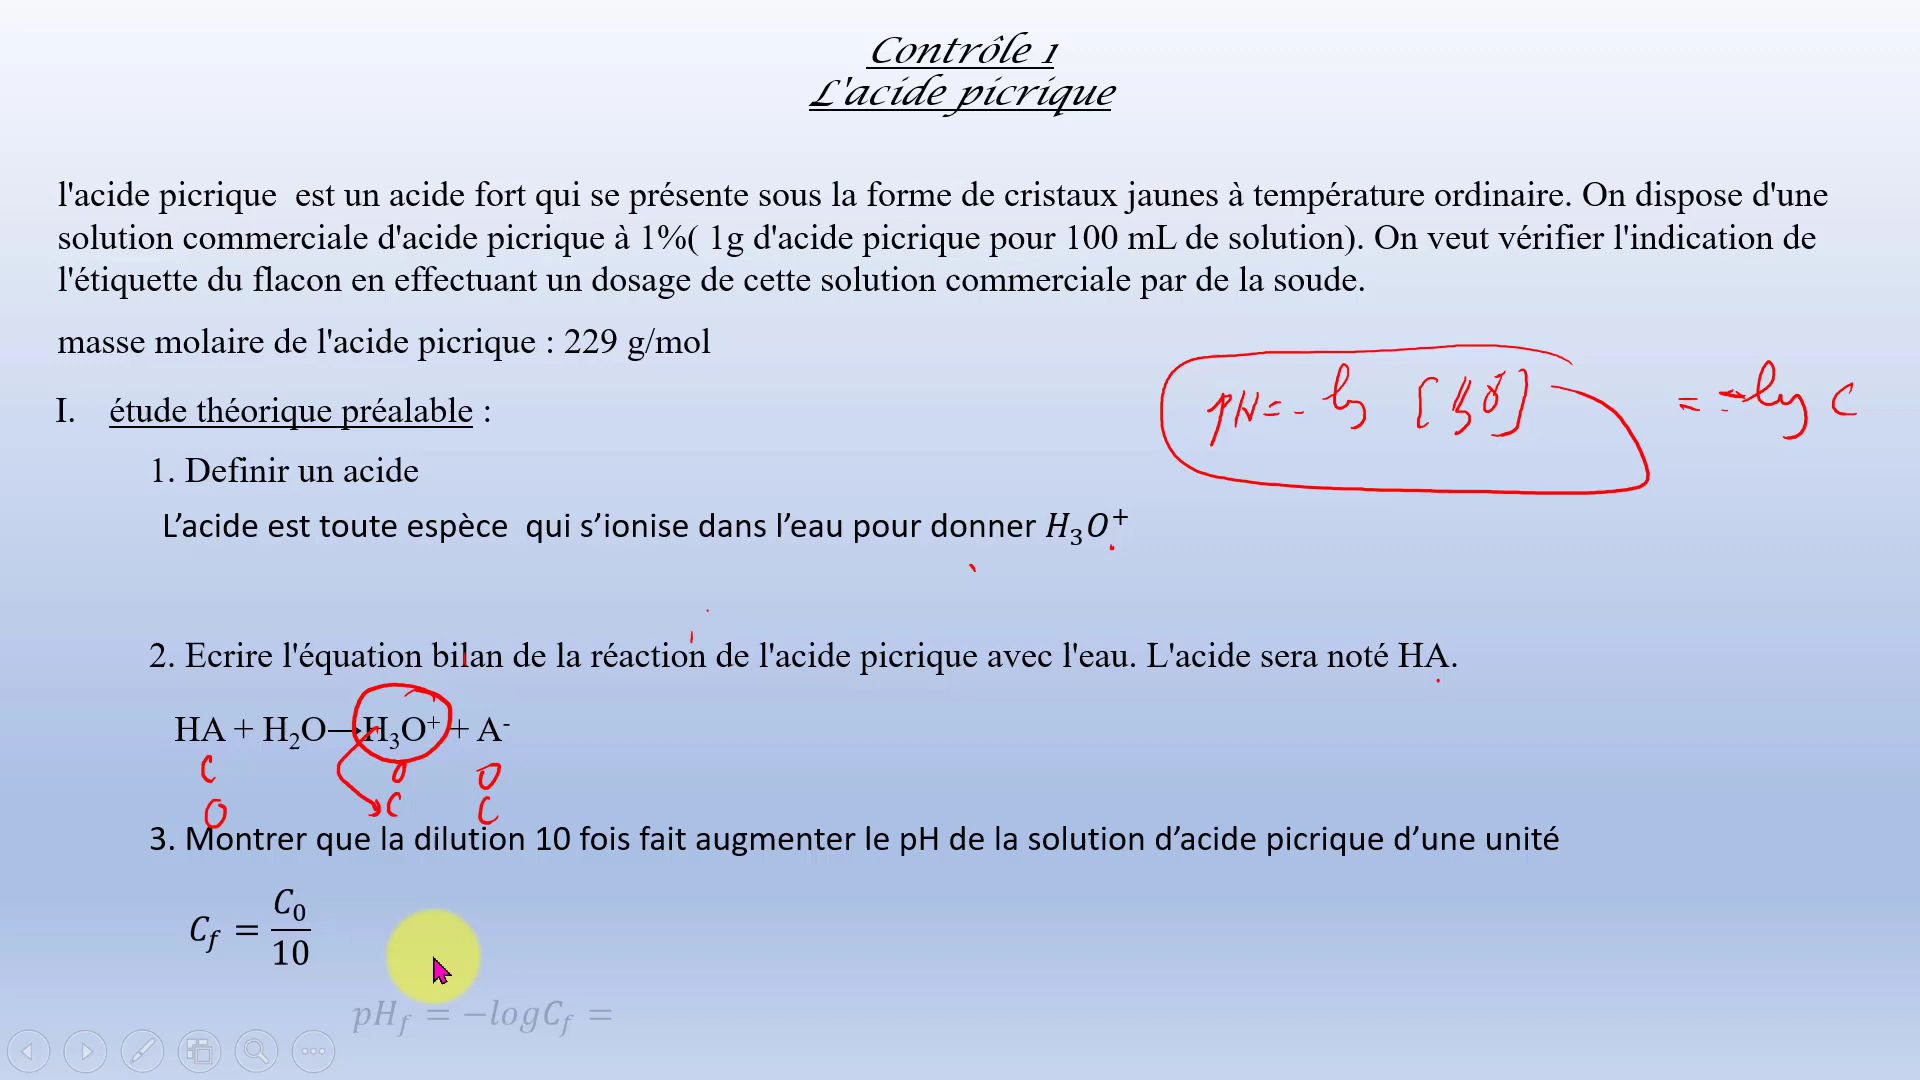 Contrôle 1
L'acide picrique
l'acide picrique est un acide fort qui se présente sous la forme de cristaux jaunes à température ordinaire. On dispose d'une
solution commerciale d'acide picrique à 1%( 1g d'acide picrique pour 100 mL de solution). On veut vérifier l'indication de
l'étiquette du flacon en effectuant un dosage de cette solution commerciale par de la soude.
masse molaire de l'acide picrique : 229 g/mol
pH = - log [H3O+] = - log C
I. étude théorique préalable :
1. Definir un acide
L’acide est toute espèce qui s’ionise dans l’eau pour donner H₃O⁺
2. Ecrire l'équation bilan de la réaction de l'acide picrique avec l'eau. L'acide sera noté HA.
HA + H₂O→H₃O⁺ + A⁻
C O O
O C C
3. Montrer que la dilution 10 fois fait augmenter le pH de la solution d’acide picrique d’une unité
C_f = C₀/10
pH_f = −logC_f =